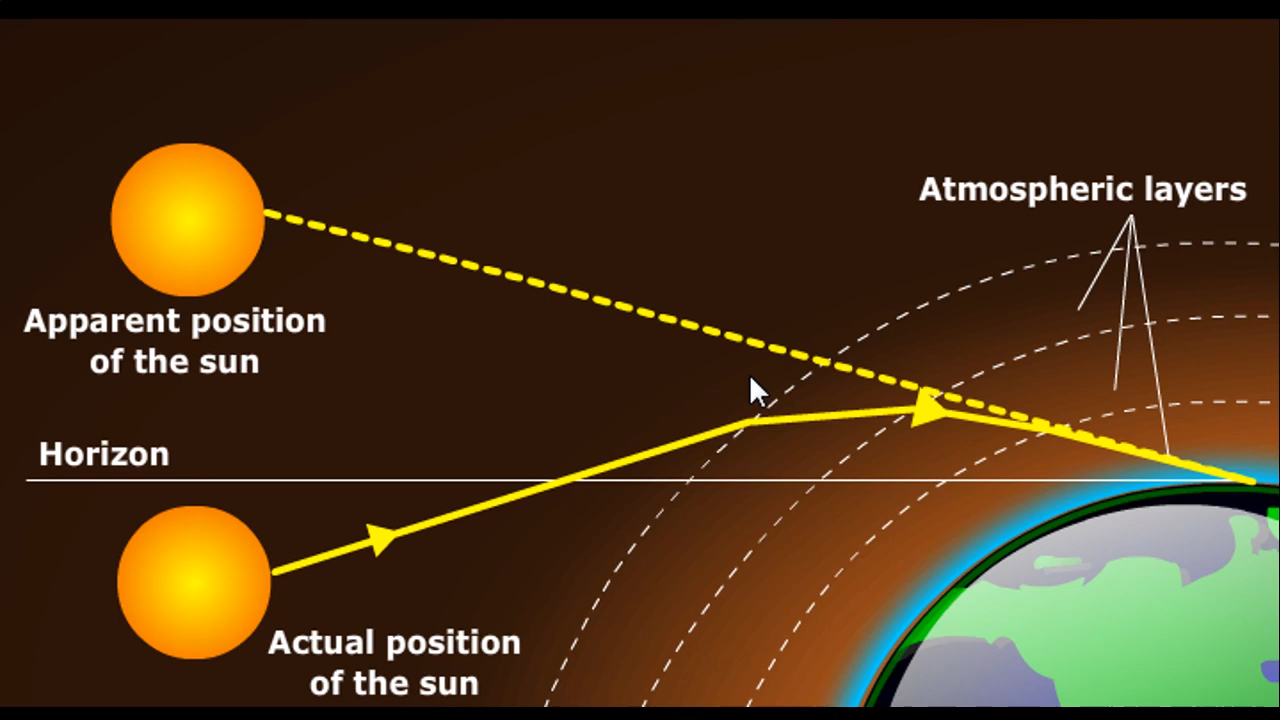 Atmospheric layers
Apparent position
of the sun
Horizon
Actual position
of the sun